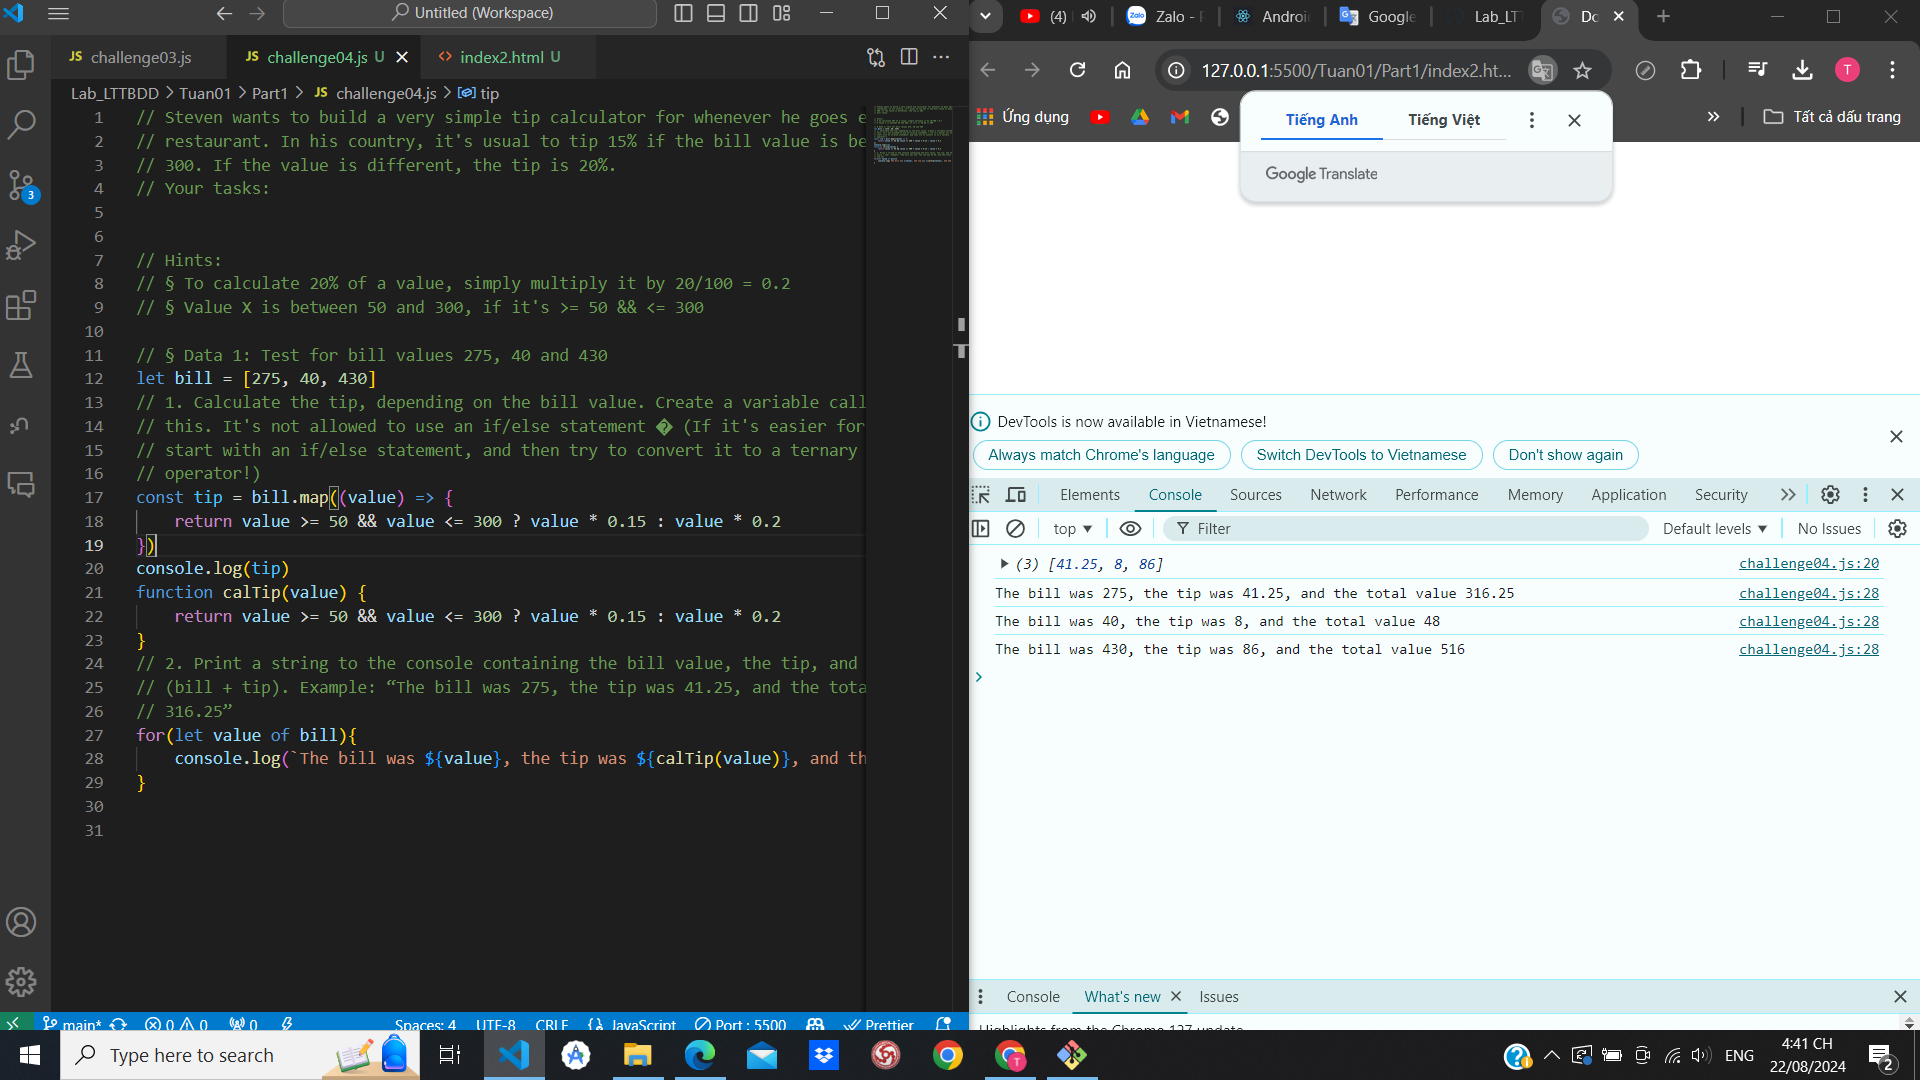 Untitled (Workspace)
JS challenge03.js
JS challenge04.js U
<> index2.html U
Lab_LTTBDD > Tuan01 > Part1 > JS challenge04.js > tip
1 // Steven wants to build a very simple tip calculator for whenever he goes e
2 // restaurant. In his country, it's usual to tip 15% if the bill value is be
3 // 300. If the value is different, the tip is 20%.
4 // Your tasks:
5
6
7 // Hints:
8 // § To calculate 20% of a value, simply multiply it by 20/100 = 0.2
9 // § Value X is between 50 and 300, if it's >= 50 && <= 300
10
11 // § Data 1: Test for bill values 275, 40 and 430
12 let bill = [275, 40, 430]
13 // 1. Calculate the tip, depending on the bill value. Create a variable call
14 // this. It's not allowed to use an if/else statement � (If it's easier for
15 // start with an if/else statement, and then try to convert it to a ternary
16 // operator!)
17 const tip = bill.map((value) => {
18 return value >= 50 && value <= 300 ? value * 0.15 : value * 0.2
19 })
20 console.log(tip)
21 function calTip(value) {
22 return value >= 50 && value <= 300 ? value * 0.15 : value * 0.2
23 }
24 // 2. Print a string to the console containing the bill value, the tip, and
25 // (bill + tip). Example: “The bill was 275, the tip was 41.25, and the tota
26 // 316.25”
27 for(let value of bill){
28 console.log(`The bill was ${value}, the tip was ${calTip(value)}, and th
29 }
30
31
3
main* 0 0 0 Spaces: 4 UTF-8 CRLF {} JavaScript Port : 5500 Prettier
(4)
Zalo -
Androi
Google
Lab_LT
Do
127.0.0.1:5500/Tuan01/Part1/index2.ht...
T
Ứng dụng
Tất cả dấu trang
Tiếng Anh
Tiếng Việt
Google Translate
DevTools is now available in Vietnamese!
Always match Chrome's language
Switch DevTools to Vietnamese
Don't show again
Elements Console Sources Network Performance Memory Application Security
top
Filter
Default levels
No Issues
(3) [41.25, 8, 86] challenge04.js:20
The bill was 275, the tip was 41.25, and the total value 316.25 challenge04.js:28
The bill was 40, the tip was 8, and the total value 48 challenge04.js:28
The bill was 430, the tip was 86, and the total value 516 challenge04.js:28
Console What's new Issues
Highlights from the Chrome 127 update
Type here to search
ENG
4:41 CH
22/08/2024
2